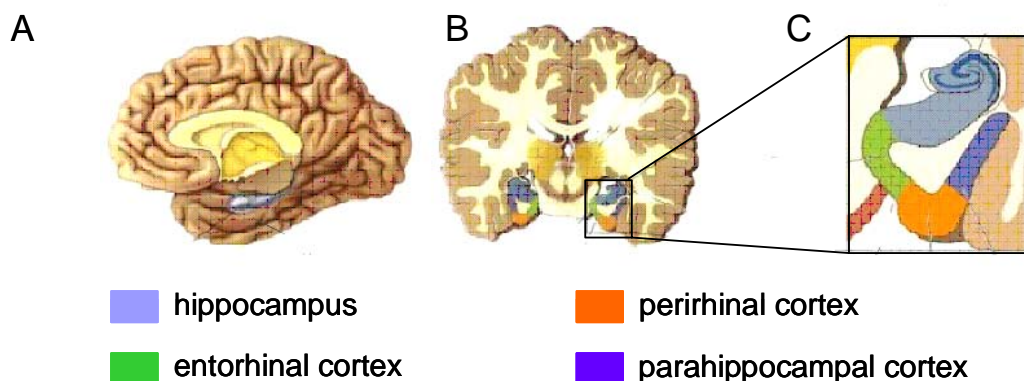 A
B
C
hippocampus
perirhinal cortex
entorhinal cortex
parahippocampal cortex